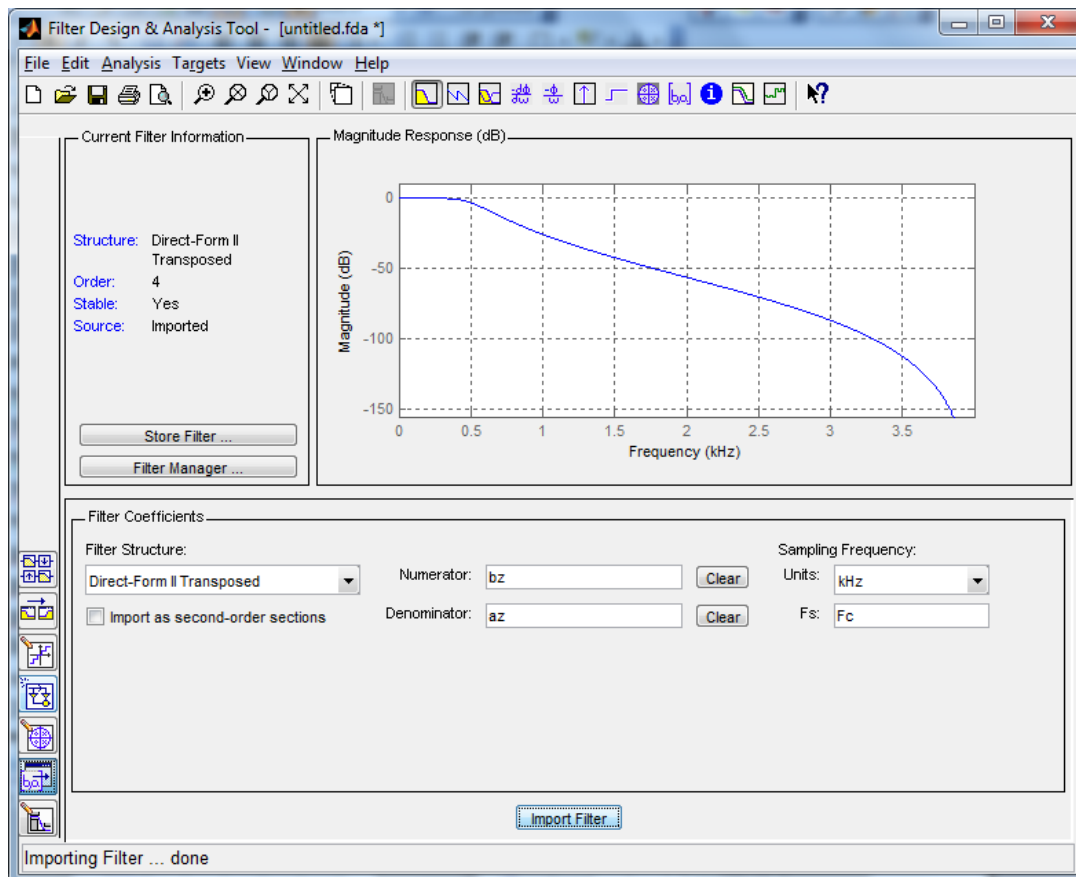 Filter Design & Analysis Tool - [untitled.fda *]
File Edit Analysis Targets View Window Help
Current Filter Information
Structure: Direct-Form II
Transposed
Order: 4
Stable: Yes
Source: Imported
Store Filter ...
Filter Manager ...
Magnitude Response (dB)
Magnitude (dB)
0
-50
-100
-150
0 0.5 1 1.5 2 2.5 3 3.5
Frequency (kHz)
Filter Coefficients
Filter Structure:
Direct-Form II Transposed
Import as second-order sections
Numerator: bz Clear
Denominator: az Clear
Sampling Frequency:
Units: kHz
Fs: Fc
Import Filter
Importing Filter ... done